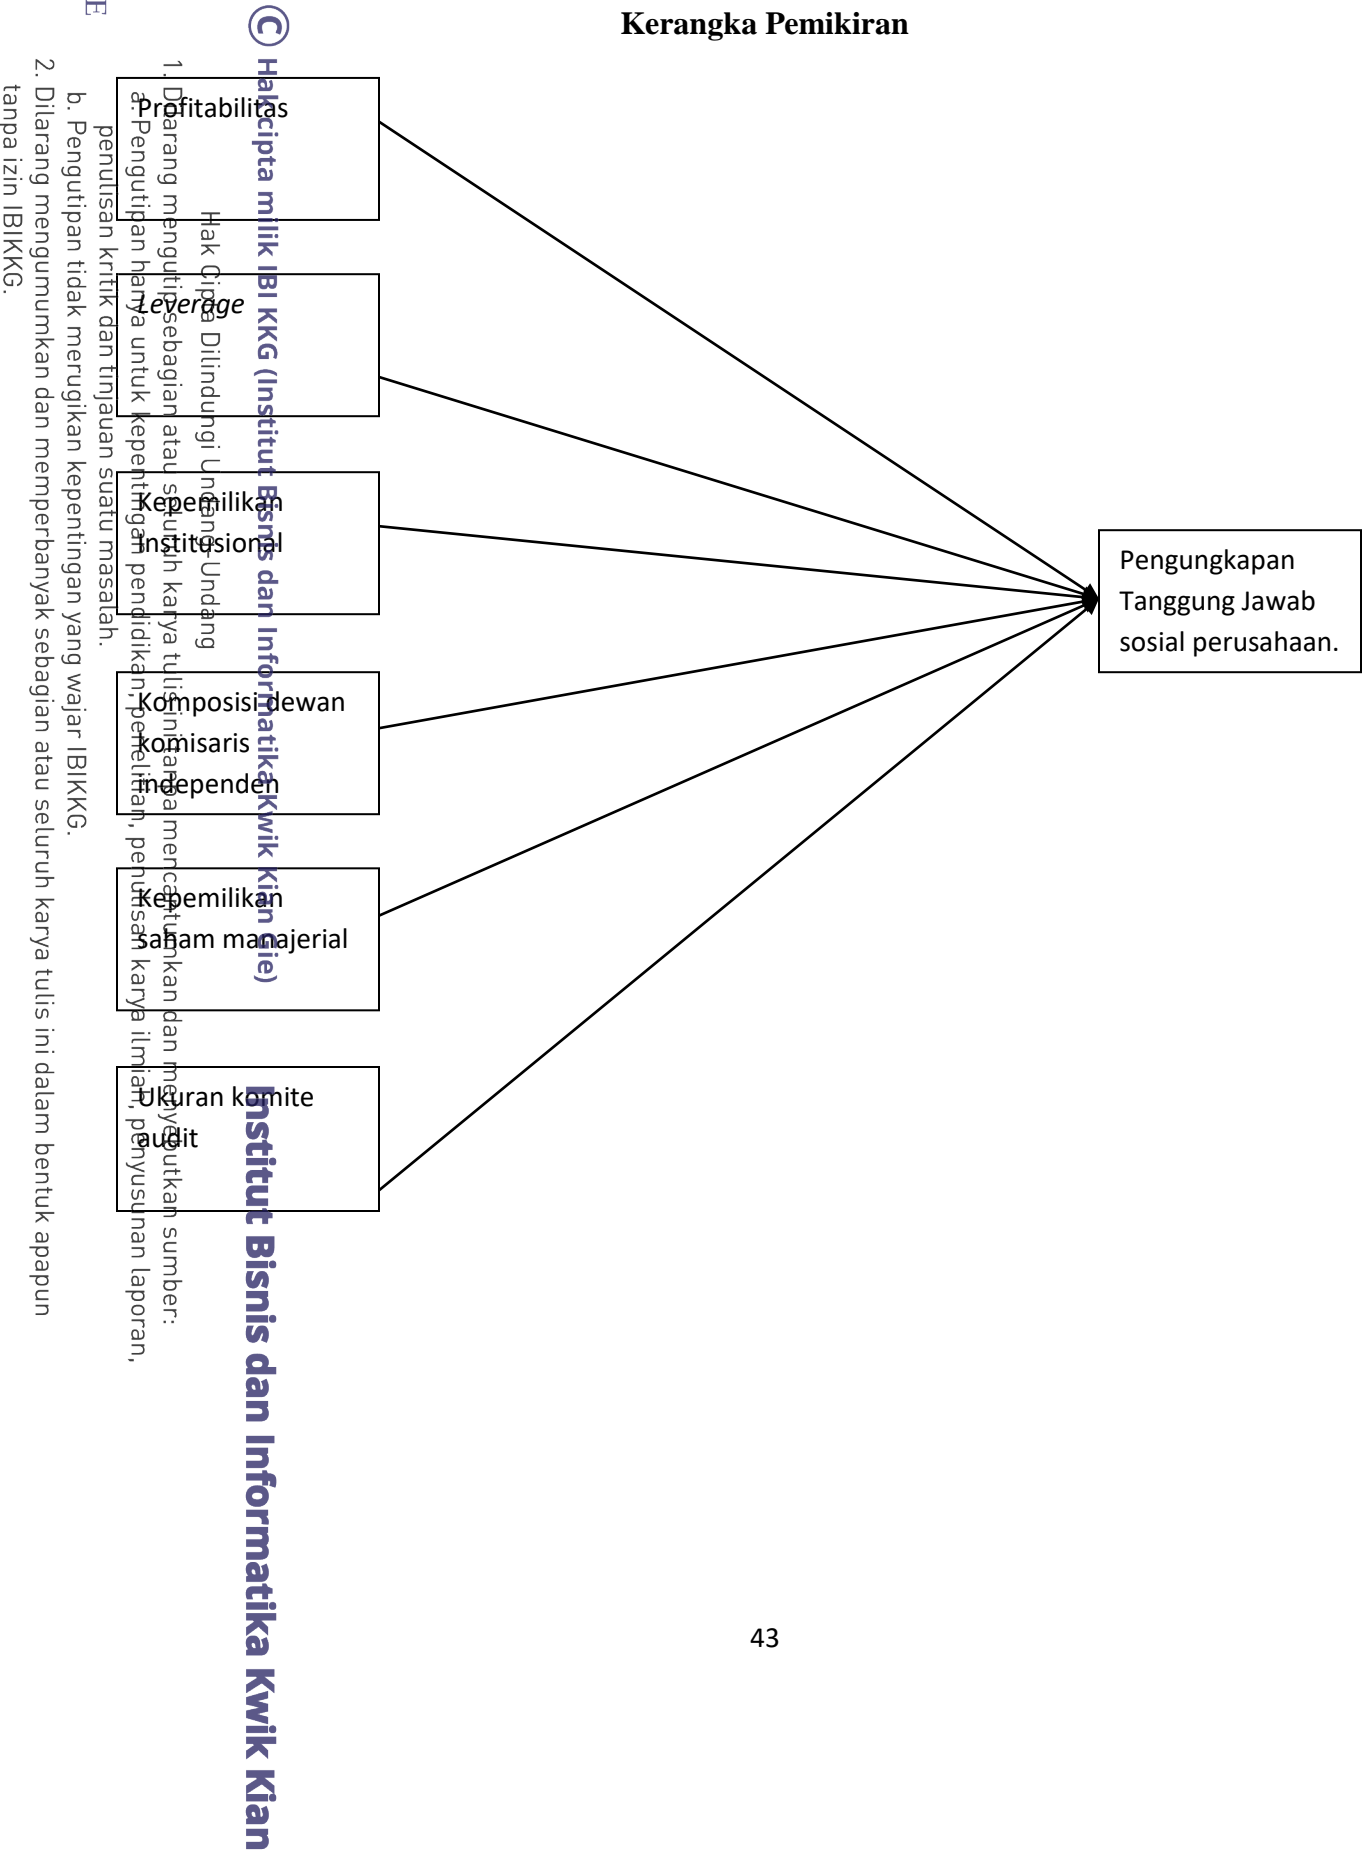 Kerangka Pemikiran
Profitabilitas
Leverage
Kepemilikan
Institusional
Komposisi dewan
komisaris
independen
Kepemilikan
saham manajerial
Ukuran komite
audit
Pengungkapan
Tanggung Jawab
sosial perusahaan.
43
© Hak cipta milik IBI KKG (Institut Bisnis dan Informatika Kwik Kian Gie)
Institut Bisnis dan Informatika Kwik Kian
Hak Cipta Dilindungi Undang-Undang
1. Dilarang mengutip sebagian atau seluruh karya tulis ini tanpa mencantumkan dan menyebutkan sumber:
a. Pengutipan hanya untuk kepentingan pendidikan, penelitian, penulisan karya ilmiah, penyusunan laporan,
penulisan kritik dan tinjauan suatu masalah.
b. Pengutipan tidak merugikan kepentingan yang wajar IBIKKG.
2. Dilarang mengumumkan dan memperbanyak sebagian atau seluruh karya tulis ini dalam bentuk apapun
tanpa izin IBIKKG.
E